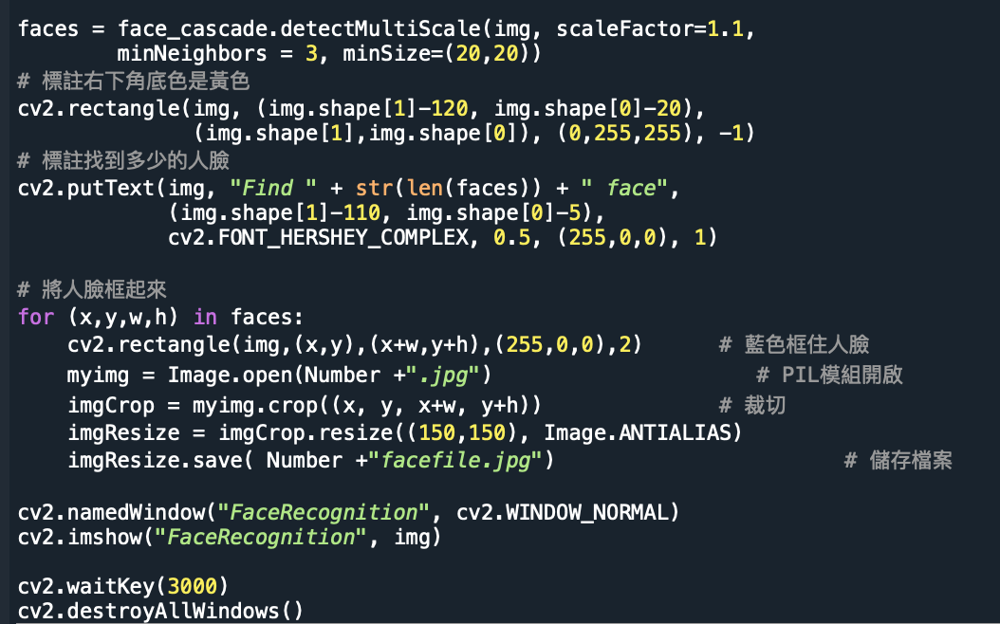 faces = face_cascade.detectMultiScale(img, scaleFactor=1.1,
        minNeighbors = 3, minSize=(20,20))
# 標註右下角底色是黃色
cv2.rectangle(img, (img.shape[1]-120, img.shape[0]-20),
              (img.shape[1],img.shape[0]), (0,255,255), -1)
# 標註找到多少的人臉
cv2.putText(img, "Find " + str(len(faces)) + " face",
            (img.shape[1]-110, img.shape[0]-5),
            cv2.FONT_HERSHEY_COMPLEX, 0.5, (255,0,0), 1)
# 將人臉框起來
for (x,y,w,h) in faces:
    cv2.rectangle(img,(x,y),(x+w,y+h),(255,0,0),2)      # 藍色框住人臉
    myimg = Image.open(Number +".jpg")                     # PIL模組開啟
    imgCrop = myimg.crop((x, y, x+w, y+h))              # 裁切
    imgResize = imgCrop.resize((150,150), Image.ANTIALIAS)
    imgResize.save( Number +"facefile.jpg")                       # 儲存檔案
cv2.namedWindow("FaceRecognition", cv2.WINDOW_NORMAL)
cv2.imshow("FaceRecognition", img)
cv2.waitKey(3000)
cv2.destroyAllWindows()